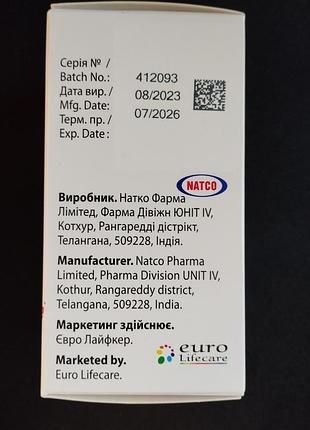 Серія № /
Batch No.: 412093
Дата вир. /
Mfg. Date: 08/2023
Терм. пр. / 07/2026
Exp. Date:
NATCO
Виробник. Натко Фарма
Лімітед, Фарма Дівіжн ЮНІТ IV,
Котхур, Рангаредді дістрікт,
Телангана, 509228, Індія.
Manufacturer. Natco Pharma
Limited, Pharma Division UNIT IV,
Kothur, Rangareddy district,
Telangana, 509228, India.
Маркетинг здійснює.
Євро Лайфкер.
Marketed by.
Euro Lifecare.
euro
Lifecare